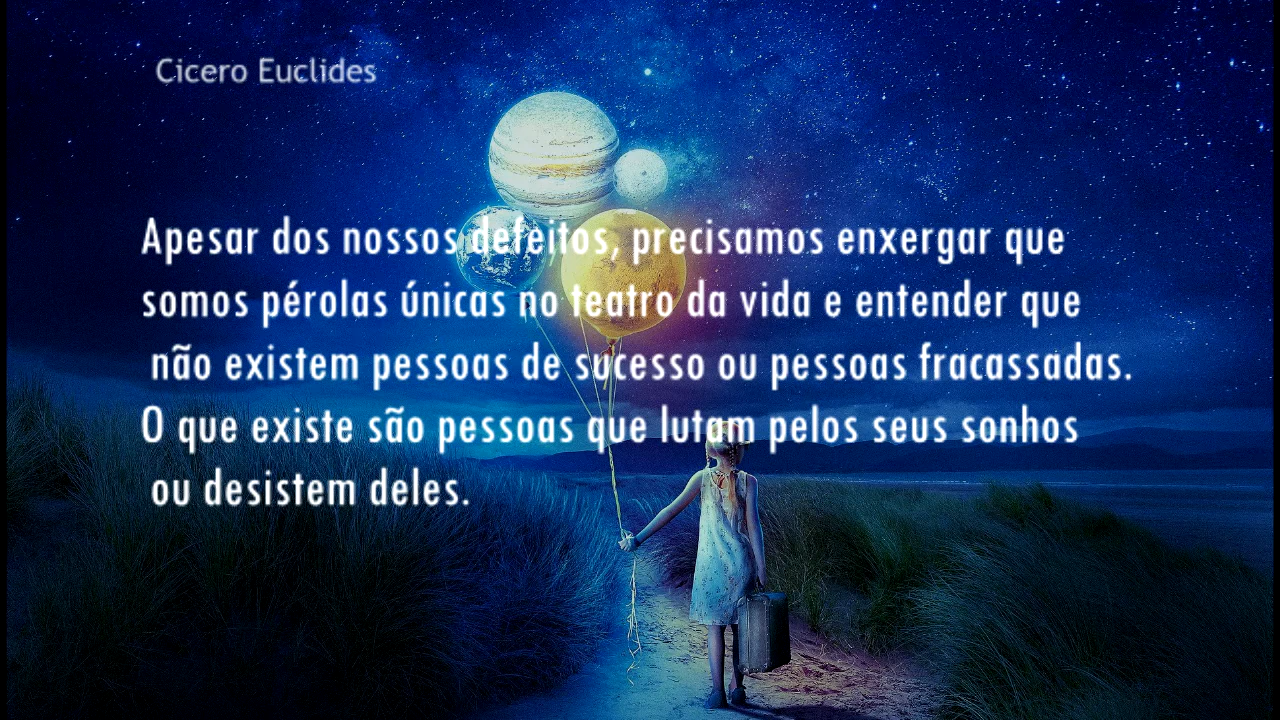 Cicero Euclides
Apesar dos nossos defeitos, precisamos enxergar que
somos pérolas únicas no teatro da vida e entender que
não existem pessoas de sucesso ou pessoas fracassadas.
O que existe são pessoas que lutam pelos seus sonhos
ou desistem deles.